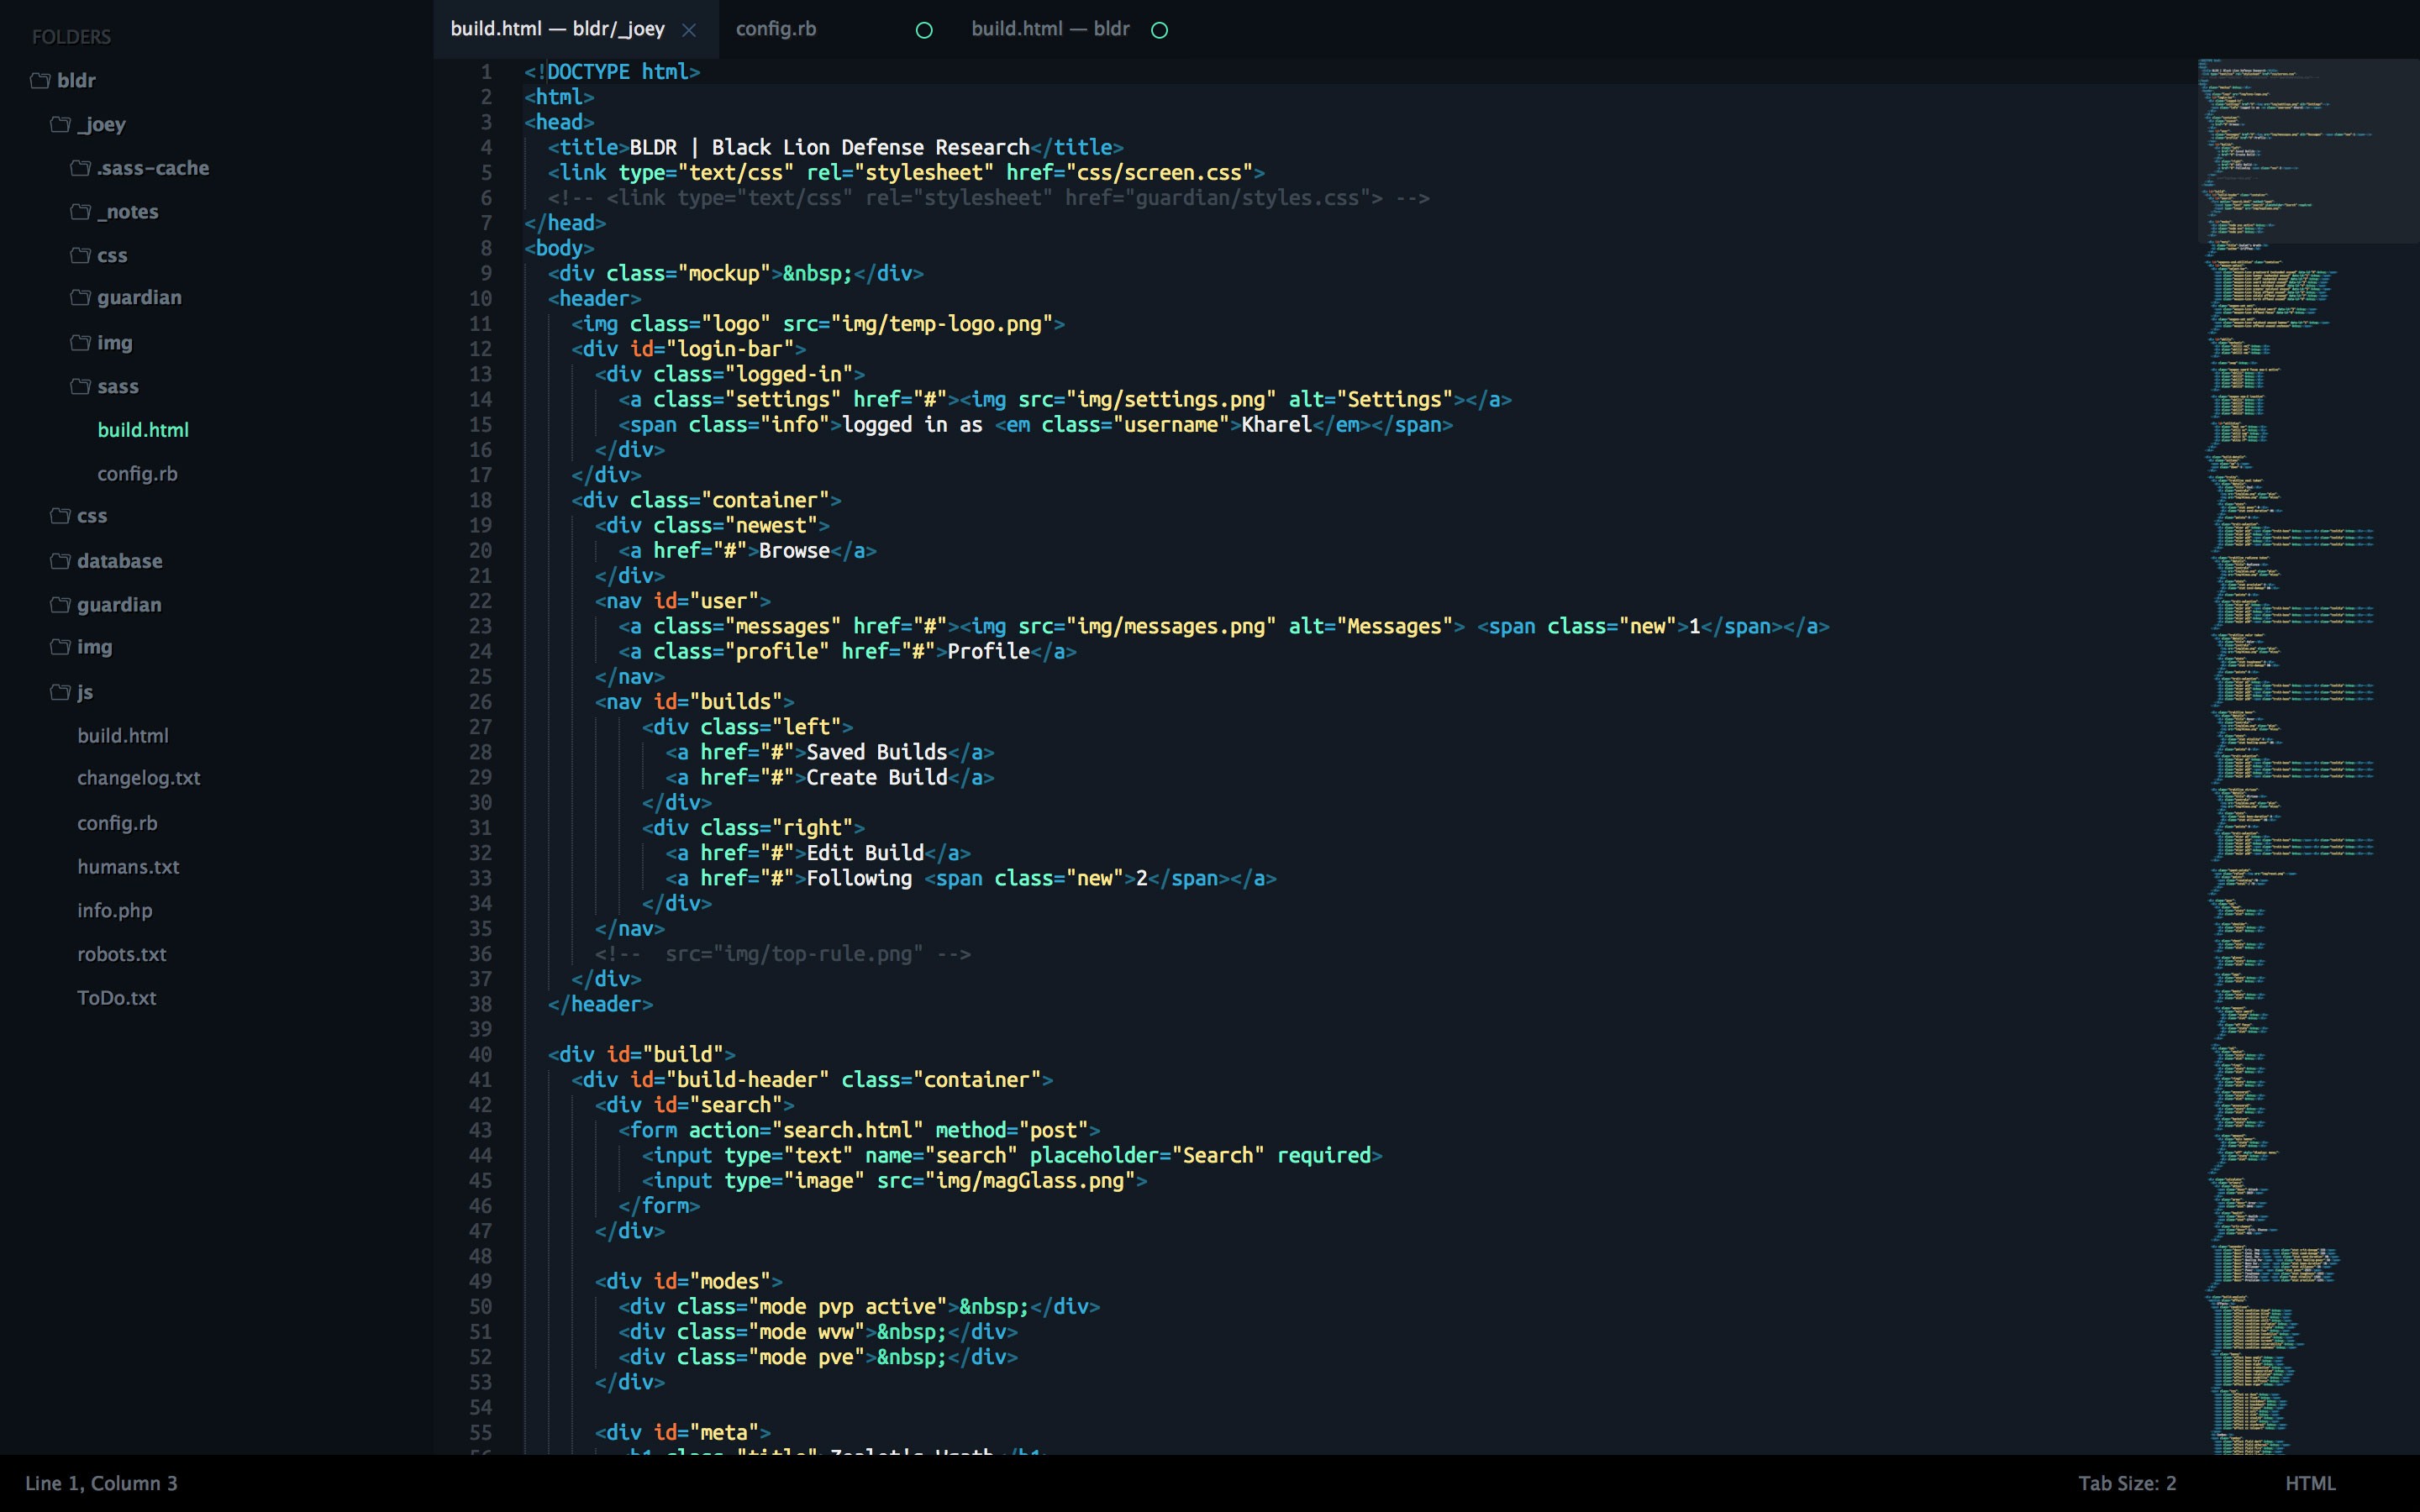 FOLDERS
bldr
_joey
.sass-cache
_notes
css
guardian
img
sass
build.html
config.rb
css
database
guardian
img
js
build.html
changelog.txt
config.rb
humans.txt
info.php
robots.txt
ToDo.txt
build.html — bldr/_joey
config.rb
build.html — bldr
1 <!DOCTYPE html>
2 <html>
3 <head>
4 <title>BLDR | Black Lion Defense Research</title>
5 <link type="text/css" rel="stylesheet" href="css/screen.css">
6 <!-- <link type="text/css" rel="stylesheet" href="guardian/styles.css"> -->
7 </head>
8 <body>
9 <div class="mockup">&nbsp;</div>
10 <header>
11 <img class="logo" src="img/temp-logo.png">
12 <div id="login-bar">
13 <div class="logged-in">
14 <a class="settings" href="#"><img src="img/settings.png" alt="Settings"></a>
15 <span class="info">logged in as <em class="username">Kharel</em></span>
16 </div>
17 </div>
18 <div class="container">
19 <div class="newest">
20 <a href="#">Browse</a>
21 </div>
22 <nav id="user">
23 <a class="messages" href="#"><img src="img/messages.png" alt="Messages"> <span class="new">1</span></a>
24 <a class="profile" href="#">Profile</a>
25 </nav>
26 <nav id="builds">
27 <div class="left">
28 <a href="#">Saved Builds</a>
29 <a href="#">Create Build</a>
30 </div>
31 <div class="right">
32 <a href="#">Edit Build</a>
33 <a href="#">Following <span class="new">2</span></a>
34 </div>
35 </nav>
36 <!--  src="img/top-rule.png" -->
37 </div>
38 </header>
39
40 <div id="build">
41 <div id="build-header" class="container">
42 <div id="search">
43 <form action="search.html" method="post">
44 <input type="text" name="search" placeholder="Search" required>
45 <input type="image" src="img/magGlass.png">
46 </form>
47 </div>
48
49 <div id="modes">
50 <div class="mode pvp active">&nbsp;</div>
51 <div class="mode wvw">&nbsp;</div>
52 <div class="mode pve">&nbsp;</div>
53 </div>
54
55 <div id="meta">
Line 1, Column 3
Tab Size: 2
HTML